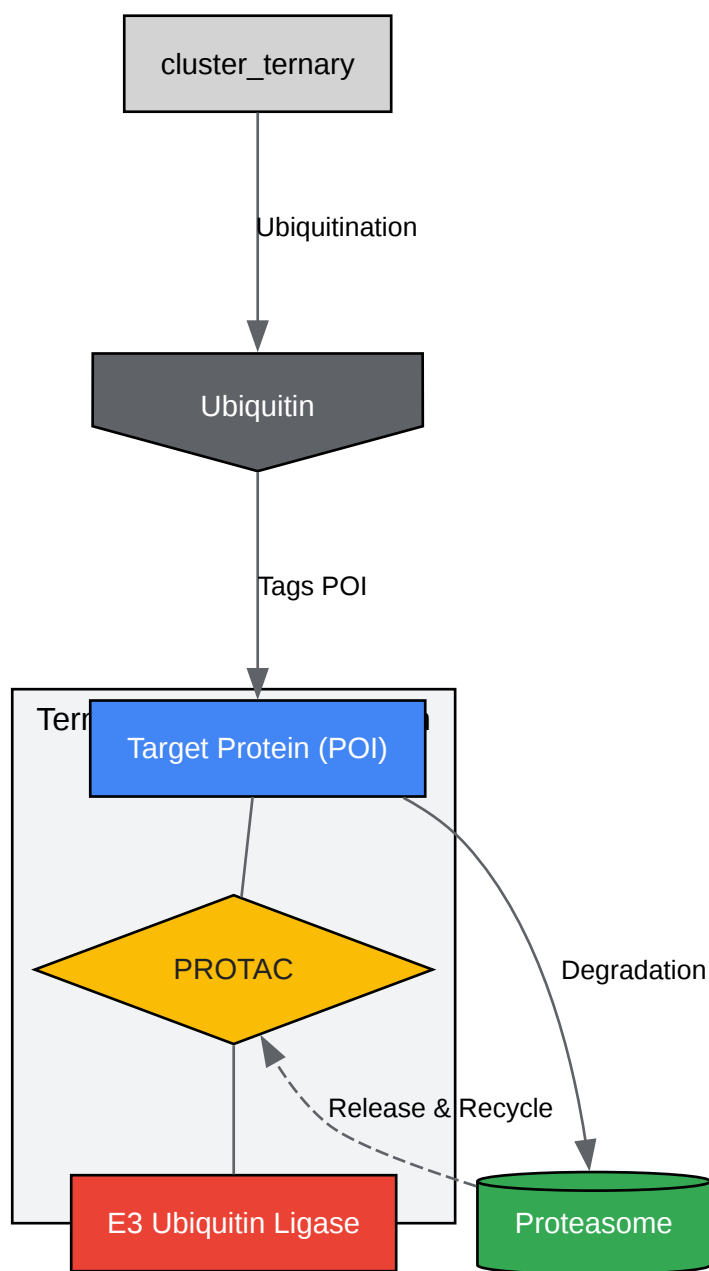 cluster_ternary
Ubiquitination
Ubiquitin
Tags POI
Target Protein (POI)
PROTAC
Degradation
Release & Recycle
E3 Ubiquitin Ligase
Proteasome